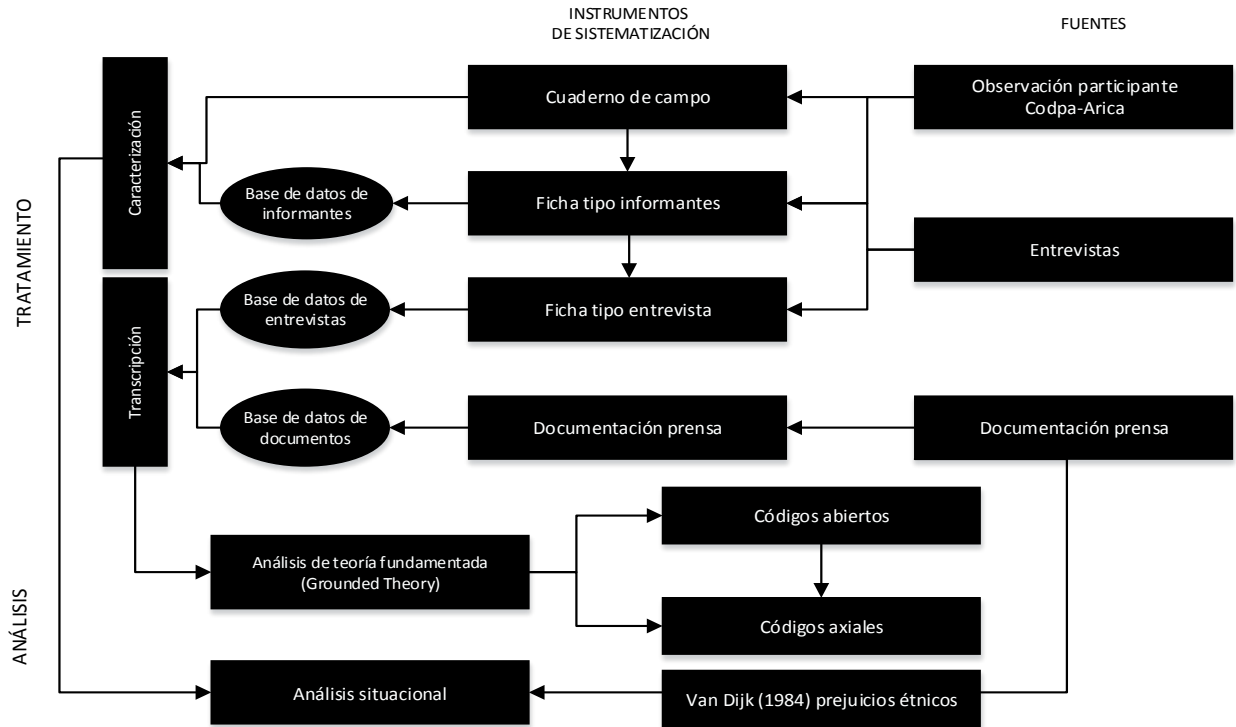 INSTRUMENTOS
DE SISTEMATIZACIÓN
FUENTES
TRATAMIENTO
ANÁLISIS
Caracterización
Cuaderno de campo
Observación participante
Codpa-Arica
Base de datos de
informantes
Ficha tipo informantes
Entrevistas
Transcripción
Base de datos de
entrevistas
Ficha tipo entrevista
Base de datos de
documentos
Documentación prensa
Documentación prensa
Análisis de teoría fundamentada
(Grounded Theory)
Códigos abiertos
Códigos axiales
Análisis situacional
Van Dijk (1984) prejuicios étnicos